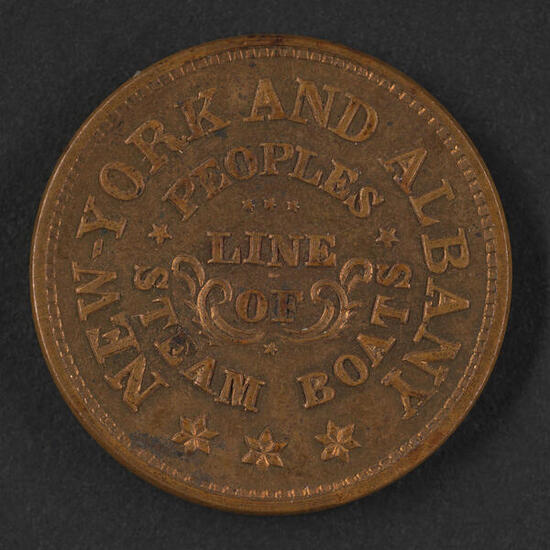 NEW-YORK AND ALBANY
PEOPLES
LINE
OF
STEAM BOATS